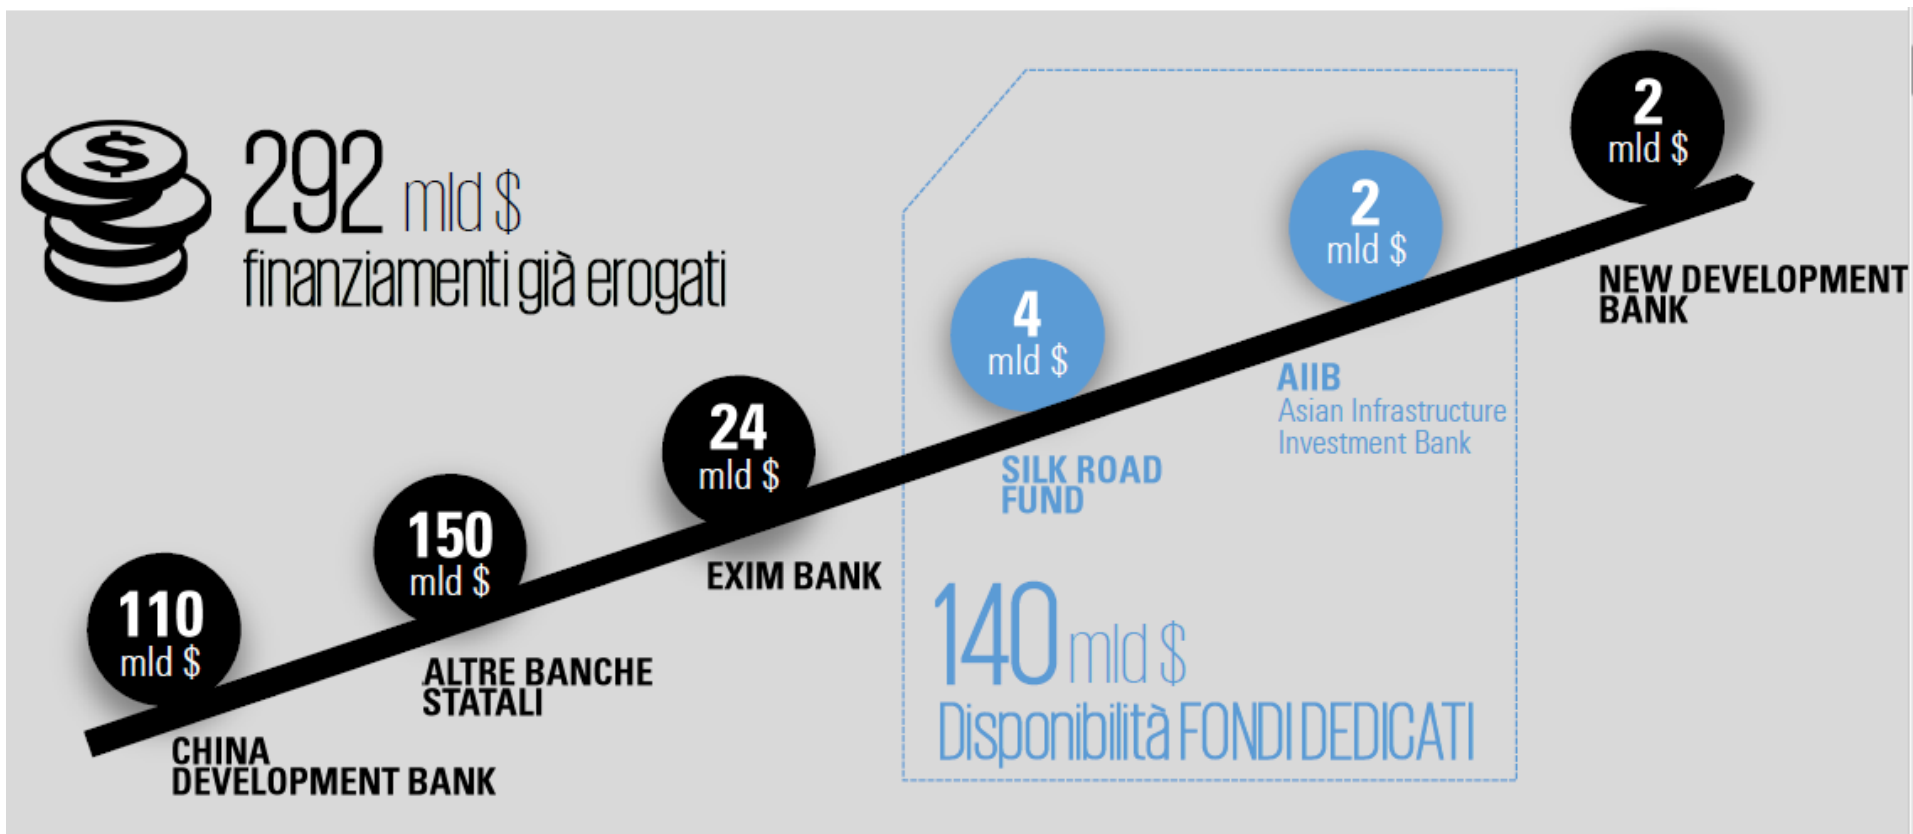 $
292 mld $
finanziamenti già erogati
110
mld $
CHINA
DEVELOPMENT BANK
150
mld $
ALTRE BANCHE
STATALI
24
mld $
EXIM BANK
4
mld $
SILK ROAD
FUND
2
mld $
AIIB
Asian Infrastructure
Investment Bank
140 mld $
Disponibilità FONDI DEDICATI
2
mld $
NEW DEVELOPMENT
BANK